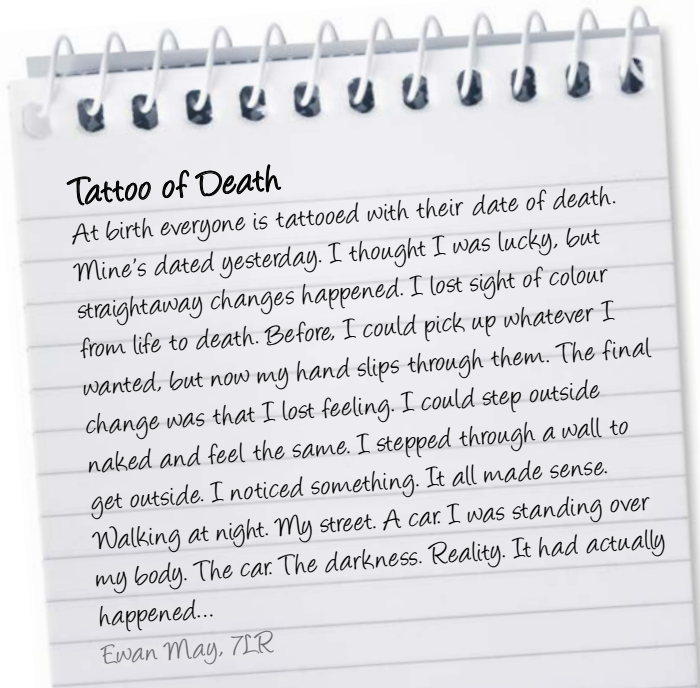 Tattoo of Death
At birth everyone is tattooed with their date of death.
Mine's dated yesterday. I thought I was lucky, but
straightaway changes happened. I lost sight of colour
from life to death. Before, I could pick up whatever I
wanted, but now my hand slips through them. The final
change was that I lost feeling. I could step outside
naked and feel the same. I stepped through a wall to
get outside. I noticed something. It all made sense.
Walking at night. My street. A car. I was standing over
my body. The car. The darkness. Reality. It had actually
happened...
Ewan May, 7LR